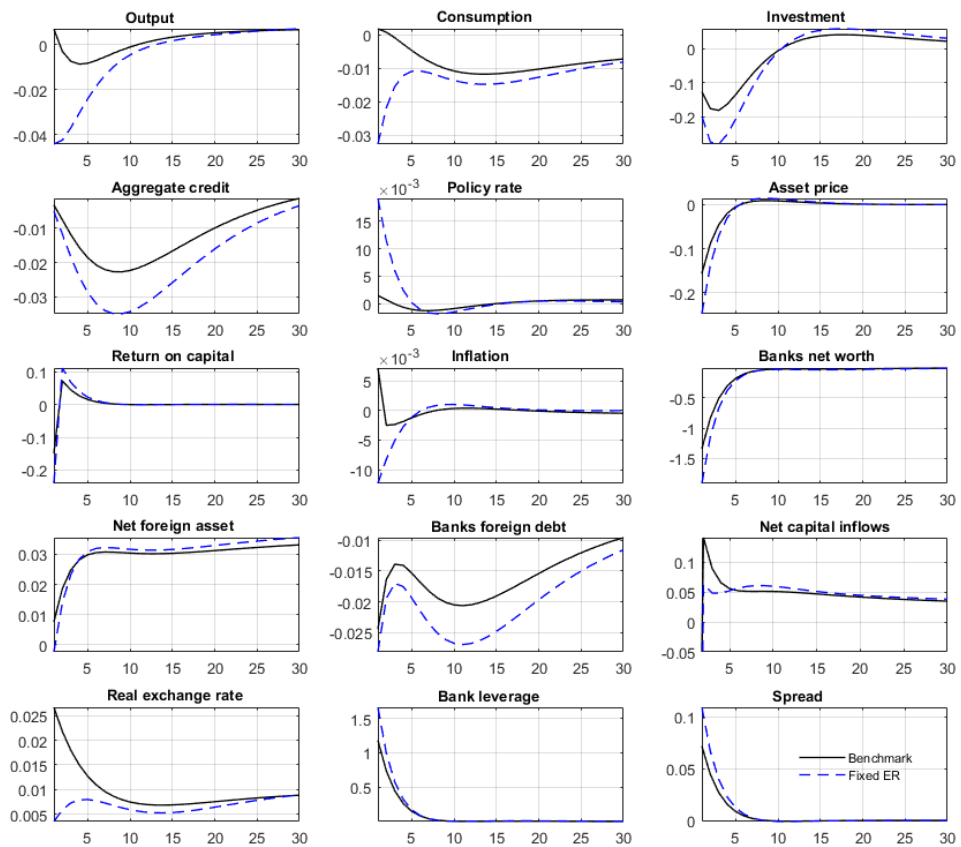 Output
0
-0.02
-0.04
5 10 15 20 25 30
Consumption
0
-0.01
-0.02
-0.03
5 10 15 20 25 30
Investment
0
-0.1
-0.2
5 10 15 20 25 30
Aggregate credit
-0.01
-0.02
-0.03
5 10 15 20 25 30
Policy rate
× 10⁻³
15
10
5
0
5 10 15 20 25 30
Asset price
0
-0.1
-0.2
5 10 15 20 25 30
Return on capital
0.1
0
-0.1
-0.2
5 10 15 20 25 30
Inflation
× 10⁻³
5
0
-5
-10
5 10 15 20 25 30
Banks net worth
-0.5
-1
-1.5
5 10 15 20 25 30
Net foreign asset
0.03
0.02
0.01
0
5 10 15 20 25 30
Banks foreign debt
-0.01
-0.015
-0.02
-0.025
5 10 15 20 25 30
Net capital inflows
0.1
0.05
0
-0.05
5 10 15 20 25 30
Real exchange rate
0.025
0.02
0.015
0.01
0.005
5 10 15 20 25 30
Bank leverage
1.5
1
0.5
5 10 15 20 25 30
Spread
0.1
0.05
0
Benchmark
Fixed ER
5 10 15 20 25 30